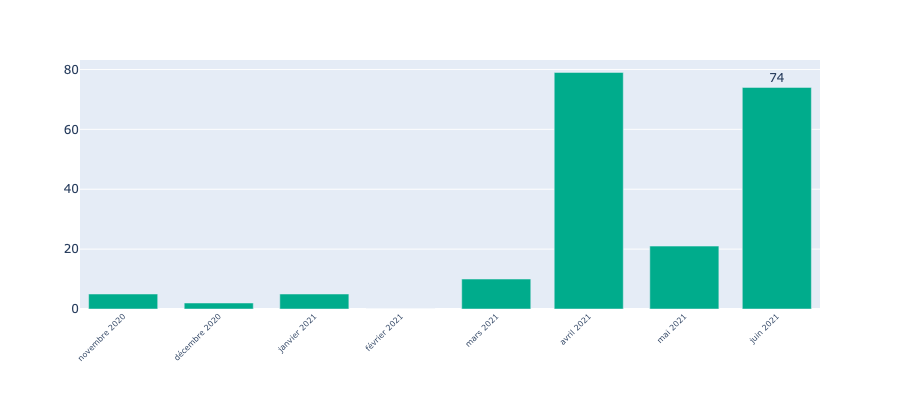 80
60
40
20
0
74
novembre 2020
décembre 2020
janvier 2021
février 2021
mars 2021
avril 2021
mai 2021
juin 2021